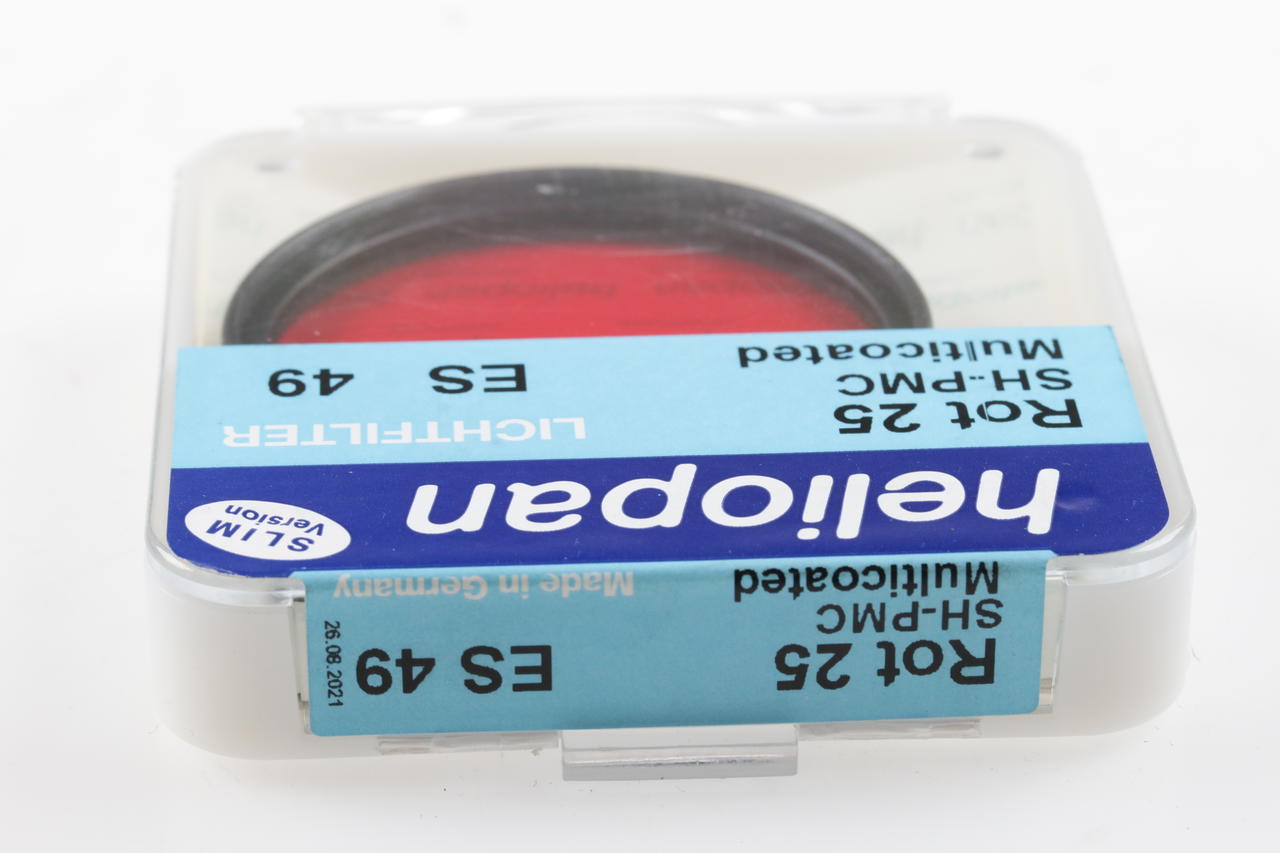 heliopan
SLIM
Version
Rot 25
SH-PMC
Multicoated
LICHTFILTER
ES 49
Rot 25
SH-PMC
Multicoated
ES 49
Made in Germany
26.08.2021